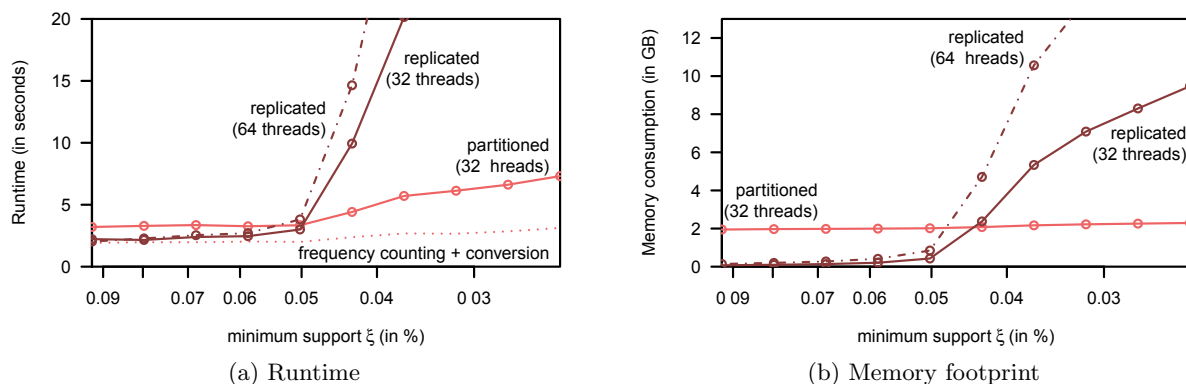 Runtime (in seconds)
20
15
10
5
0
replicated
(32 threads)
replicated
(64 threads)
partitioned
(32 hreads)
frequency counting + conversion
0.09
0.07
0.06
0.05
0.04
0.03
minimum support ξ (in %)
(a) Runtime
Memory consumption (in GB)
12
10
8
6
4
2
0
replicated
(64 hreads)
replicated
(32 threads)
partitioned
(32 threads)
0 09
0.07
0 06
0.05
0 04
0.03
minimum support ξ (in %)
(b) Memory footprint